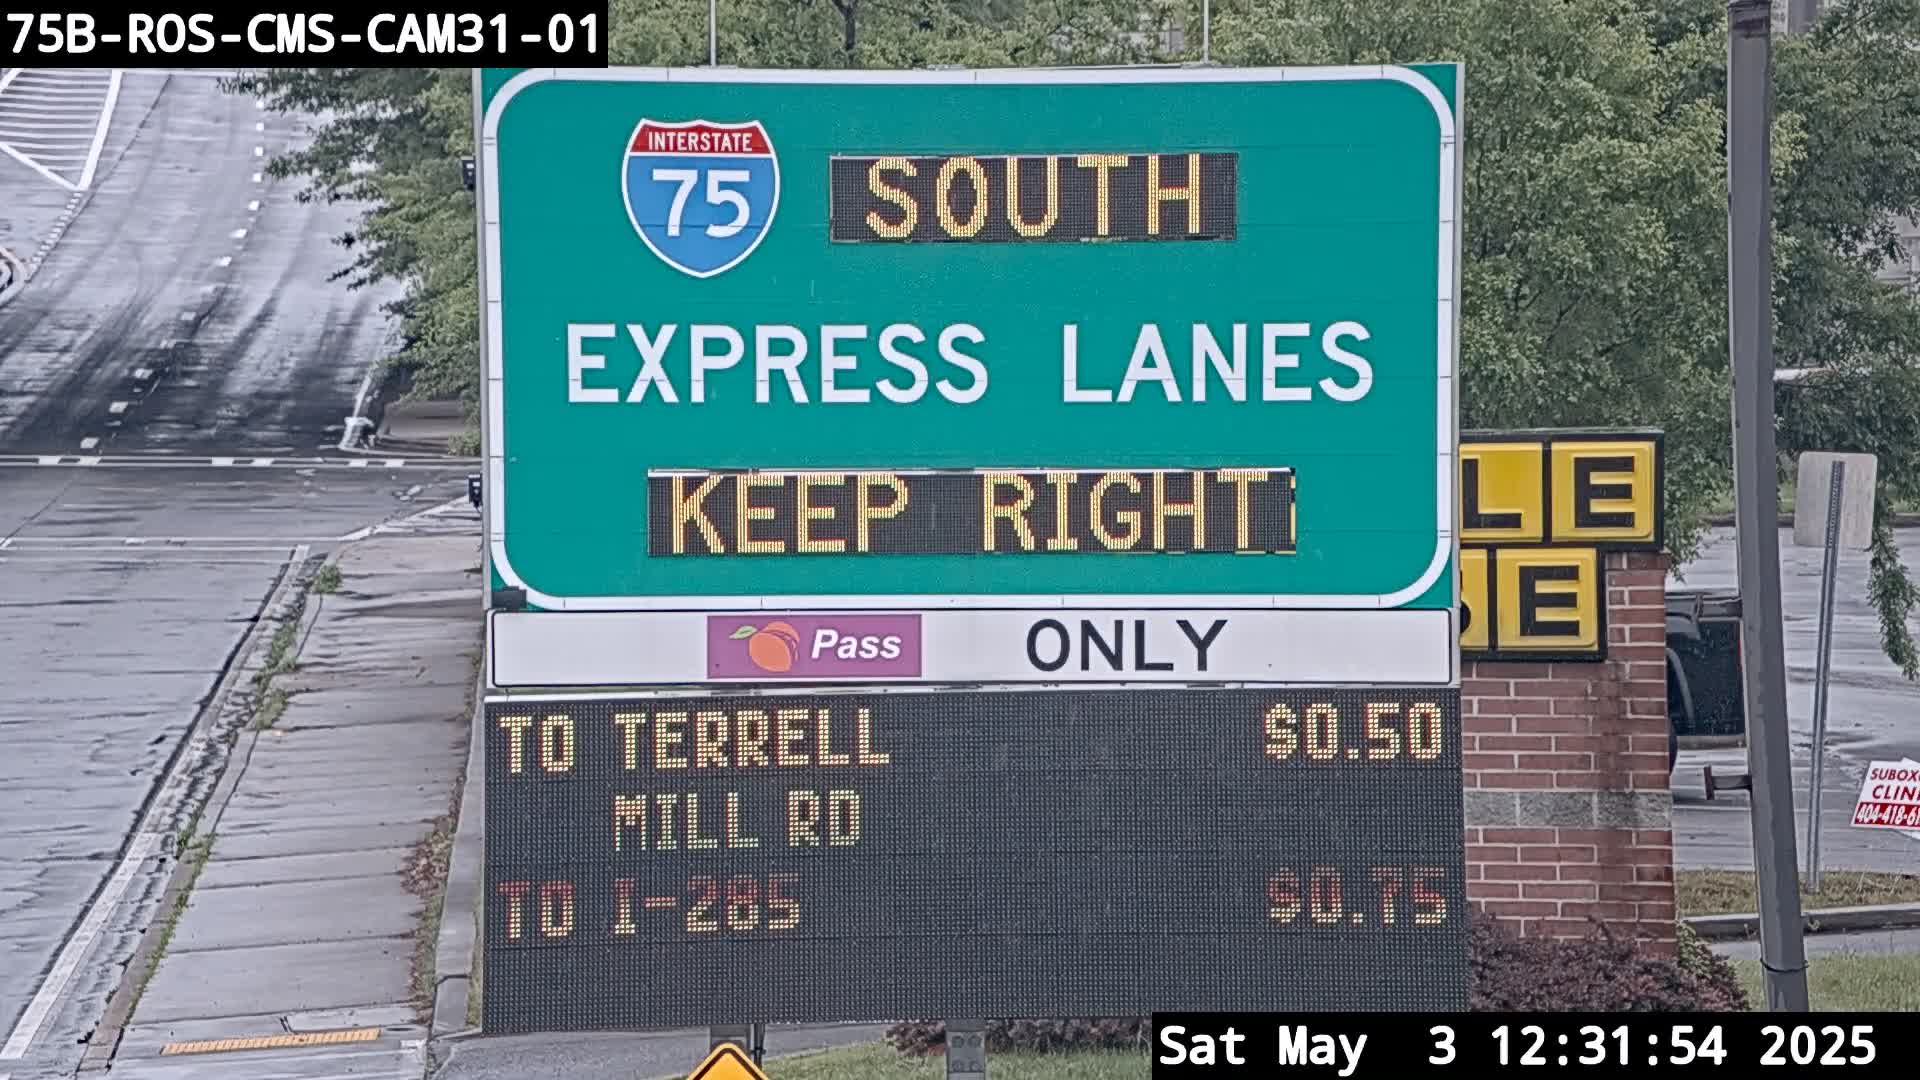 75B-ROS-CMS-CAM31-01
INTERSTATE
75
SOUTH
EXPRESS LANES
KEEP RIGHT
Pass ONLY
TO TERRELL $0.50
MILL RD
TO I-285 $0.75
LE
E
Sat May 3 12:31:54 2025